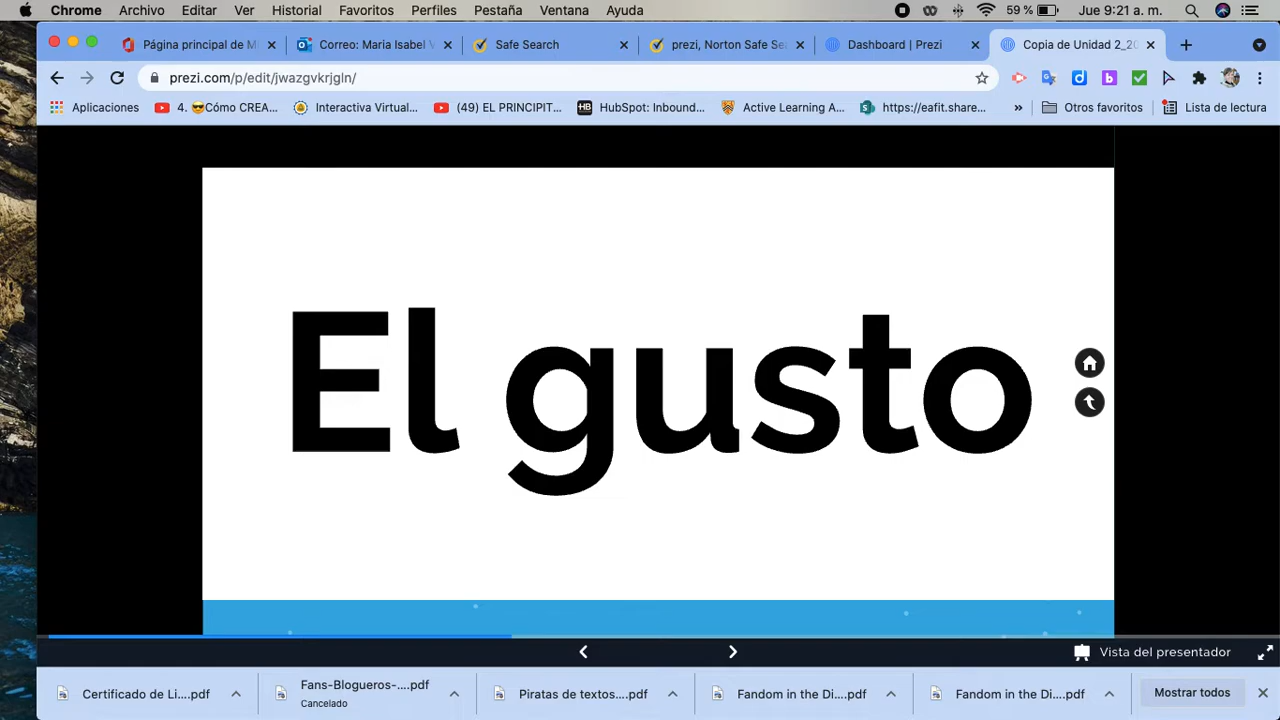 Chrome Archivo Editar Ver Historial Favoritos Perfiles Pestaña Ventana Ayuda 59 % Jue 9:21 a. m.
Página principal de M Correo: Maria Isabel V Safe Search prezi, Norton Safe Se Dashboard | Prezi Copia de Unidad 2_20
prezi.com/p/edit/jwazgvkrjgln/
Aplicaciones 4. 😎Cómo CREA... Interactiva Virtual... (49) EL PRINCIPIT... HubSpot: Inbound... Active Learning A... https://eafit.share... » Otros favoritos Lista de lectura
El gusto
Vista del presentador
Certificado de Li....pdf Fans-Blogueros-....pdf Piratas de textos....pdf Fandom in the Di....pdf Fandom in the Di....pdf Mostrar todos
Cancelado